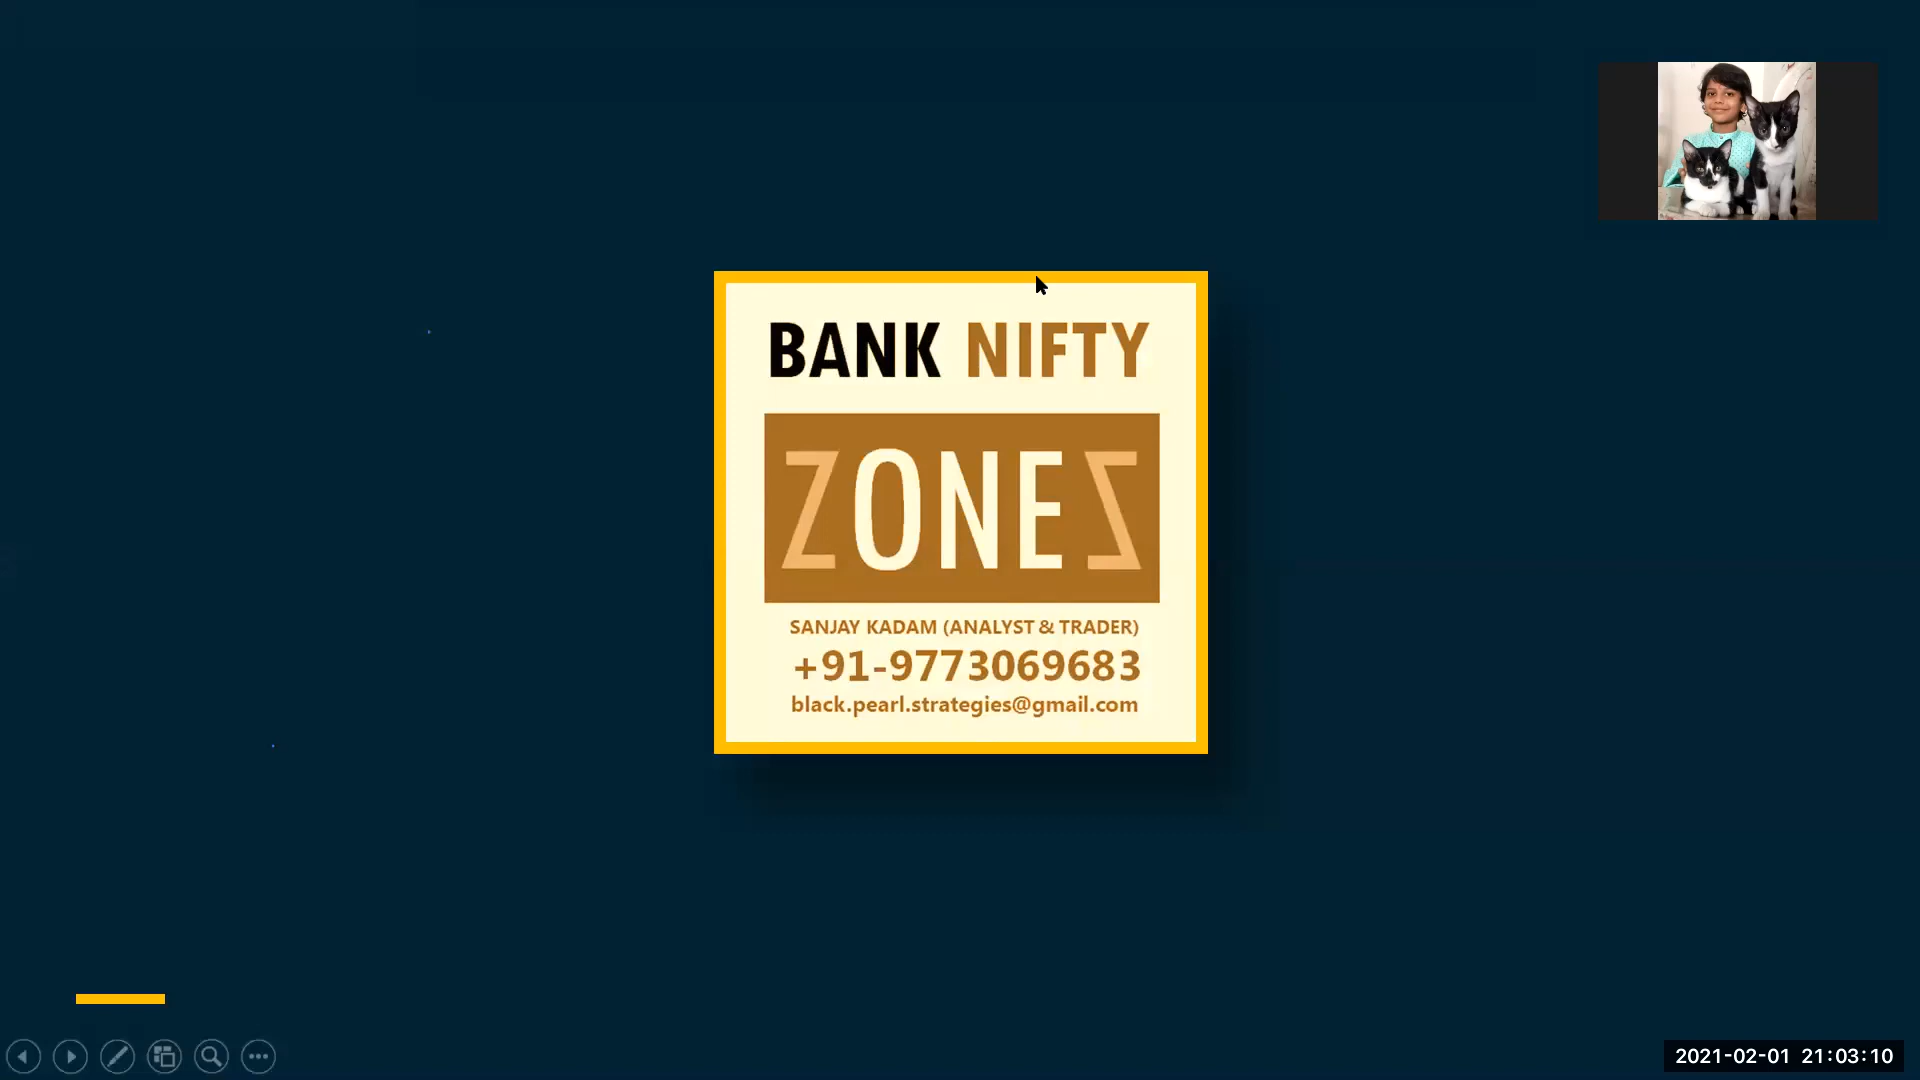 BANK NIFTY
ZONES
SANJAY KADAM (ANALYST & TRADER)
+91-9773069683
black.pearl.strategies@gmail.com
2021-02-01 21:03:10